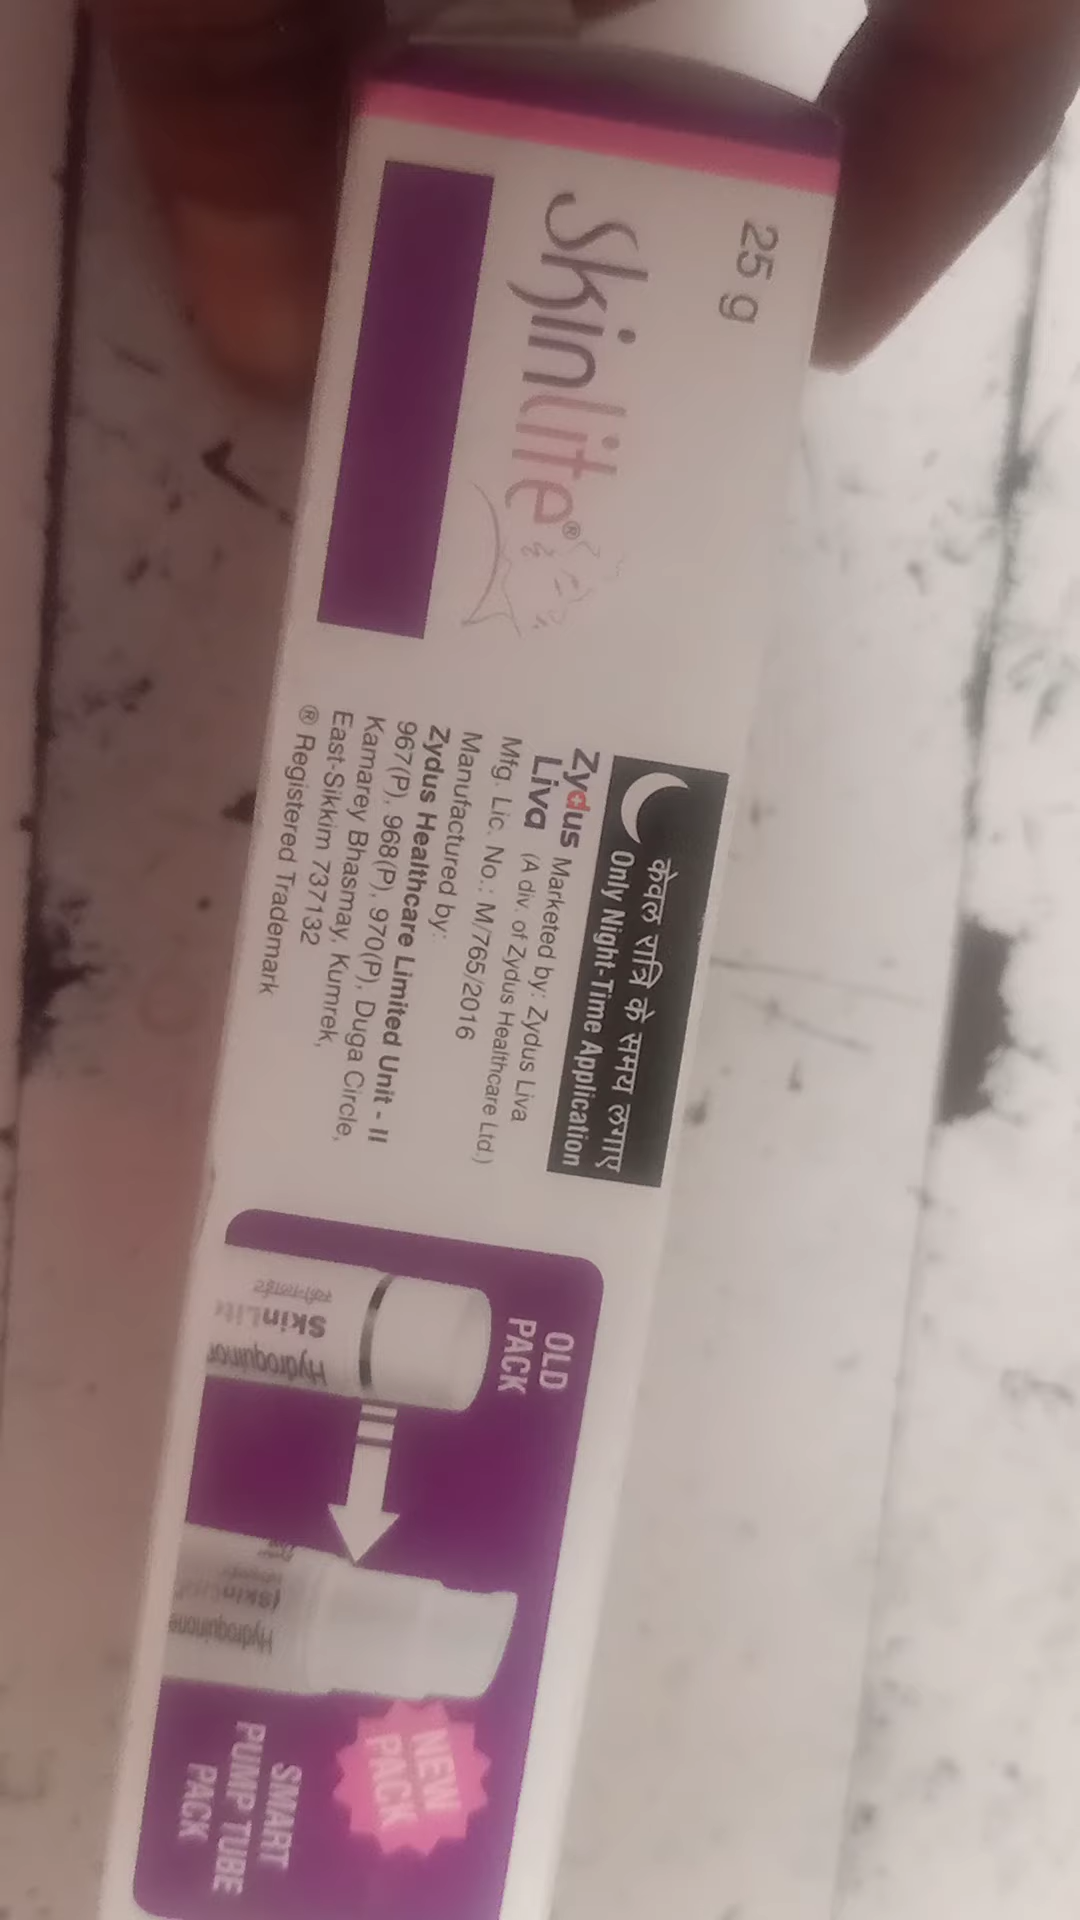 25 g
Skinlite®
केवल रात्रि के समय लगाए
Only Night-Time Application
Zydus
Liva
Marketed by: Zydus Liva
(A div. of Zydus Healthcare Ltd.)
Mfg. Lic. No.: M/765/2016
Manufactured by:
Zydus Healthcare Limited Unit - II
967(P), 968(P), 970(P), Duga Circle,
Kamarey Bhasmay, Kumrek,
East-Sikkim 737132
® Registered Trademark
OLD
PACK
SkinLite
NEW
PACK
Hydroquinone
SMART
PUMP TUBE
PACK